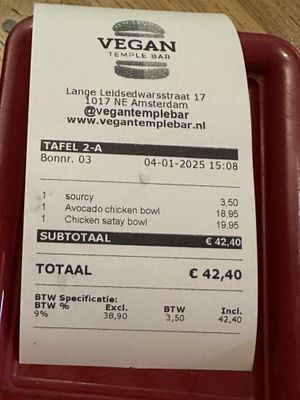 VEGAN
TEMPLE BAR
Lange Leidsedwarsstraat 17
1017 NE Amsterdam
@vegantemplebar
www.vegantemplebar.nl
TAFEL 2-A
Bonnr. 03 04-01-2025 15:08
1 sourcy 3,50
1 Avocado chicken bowl 18,95
1 Chicken satay bowl 19,95
SUBTOTAAL € 42,40
TOTAAL € 42,40
BTW Specificatie:
BTW % Excl. BTW Incl.
9% 38,90 3,50 42,40